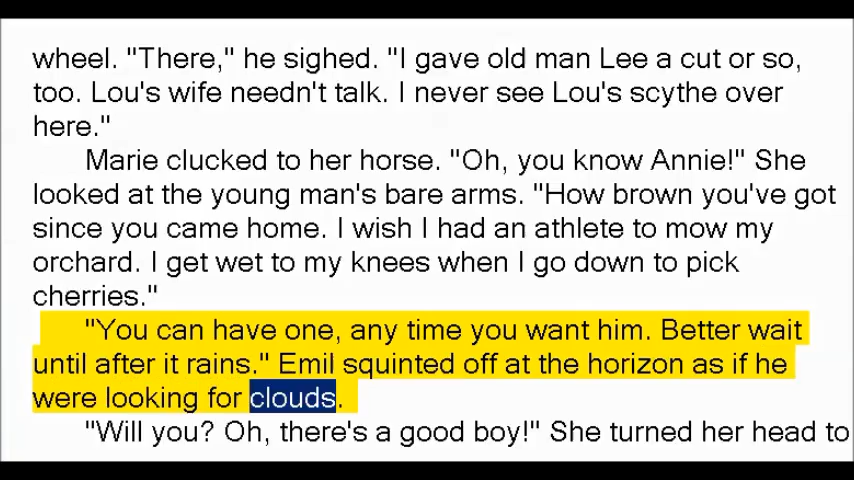 wheel. "There," he sighed. "I gave old man Lee a cut or so,
too. Lou's wife needn't talk. I never see Lou's scythe over
here."
Marie clucked to her horse. "Oh, you know Annie!" She
looked at the young man's bare arms. "How brown you've got
since you came home. I wish I had an athlete to mow my
orchard. I get wet to my knees when I go down to pick
cherries."
"You can have one, any time you want him. Better wait
until after it rains." Emil squinted off at the horizon as if he
were looking for clouds.
"Will you? Oh, there's a good boy!" She turned her head to